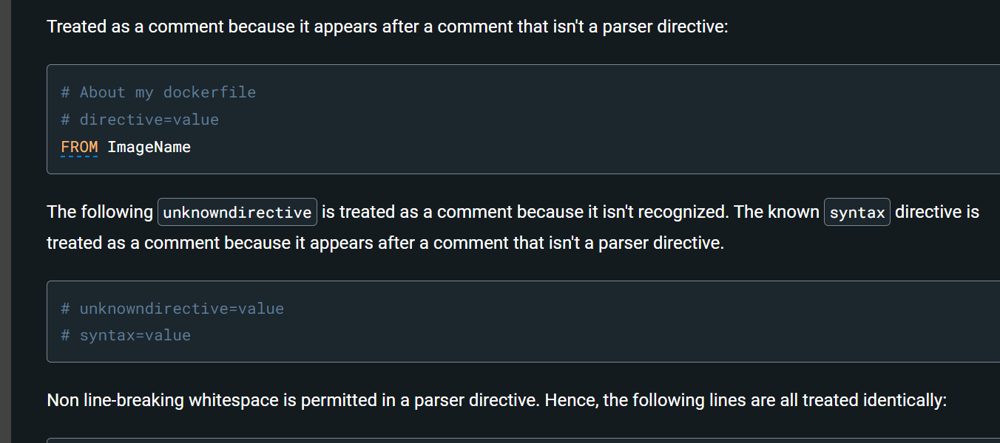 Treated as a comment because it appears after a comment that isn't a parser directive:
# About my dockerfile
# directive=value
FROM ImageName
The following unknowndirective is treated as a comment because it isn't recognized. The known syntax directive is
treated as a comment because it appears after a comment that isn't a parser directive.
# unknowndirective=value
# syntax=value
Non line-breaking whitespace is permitted in a parser directive. Hence, the following lines are all treated identically: